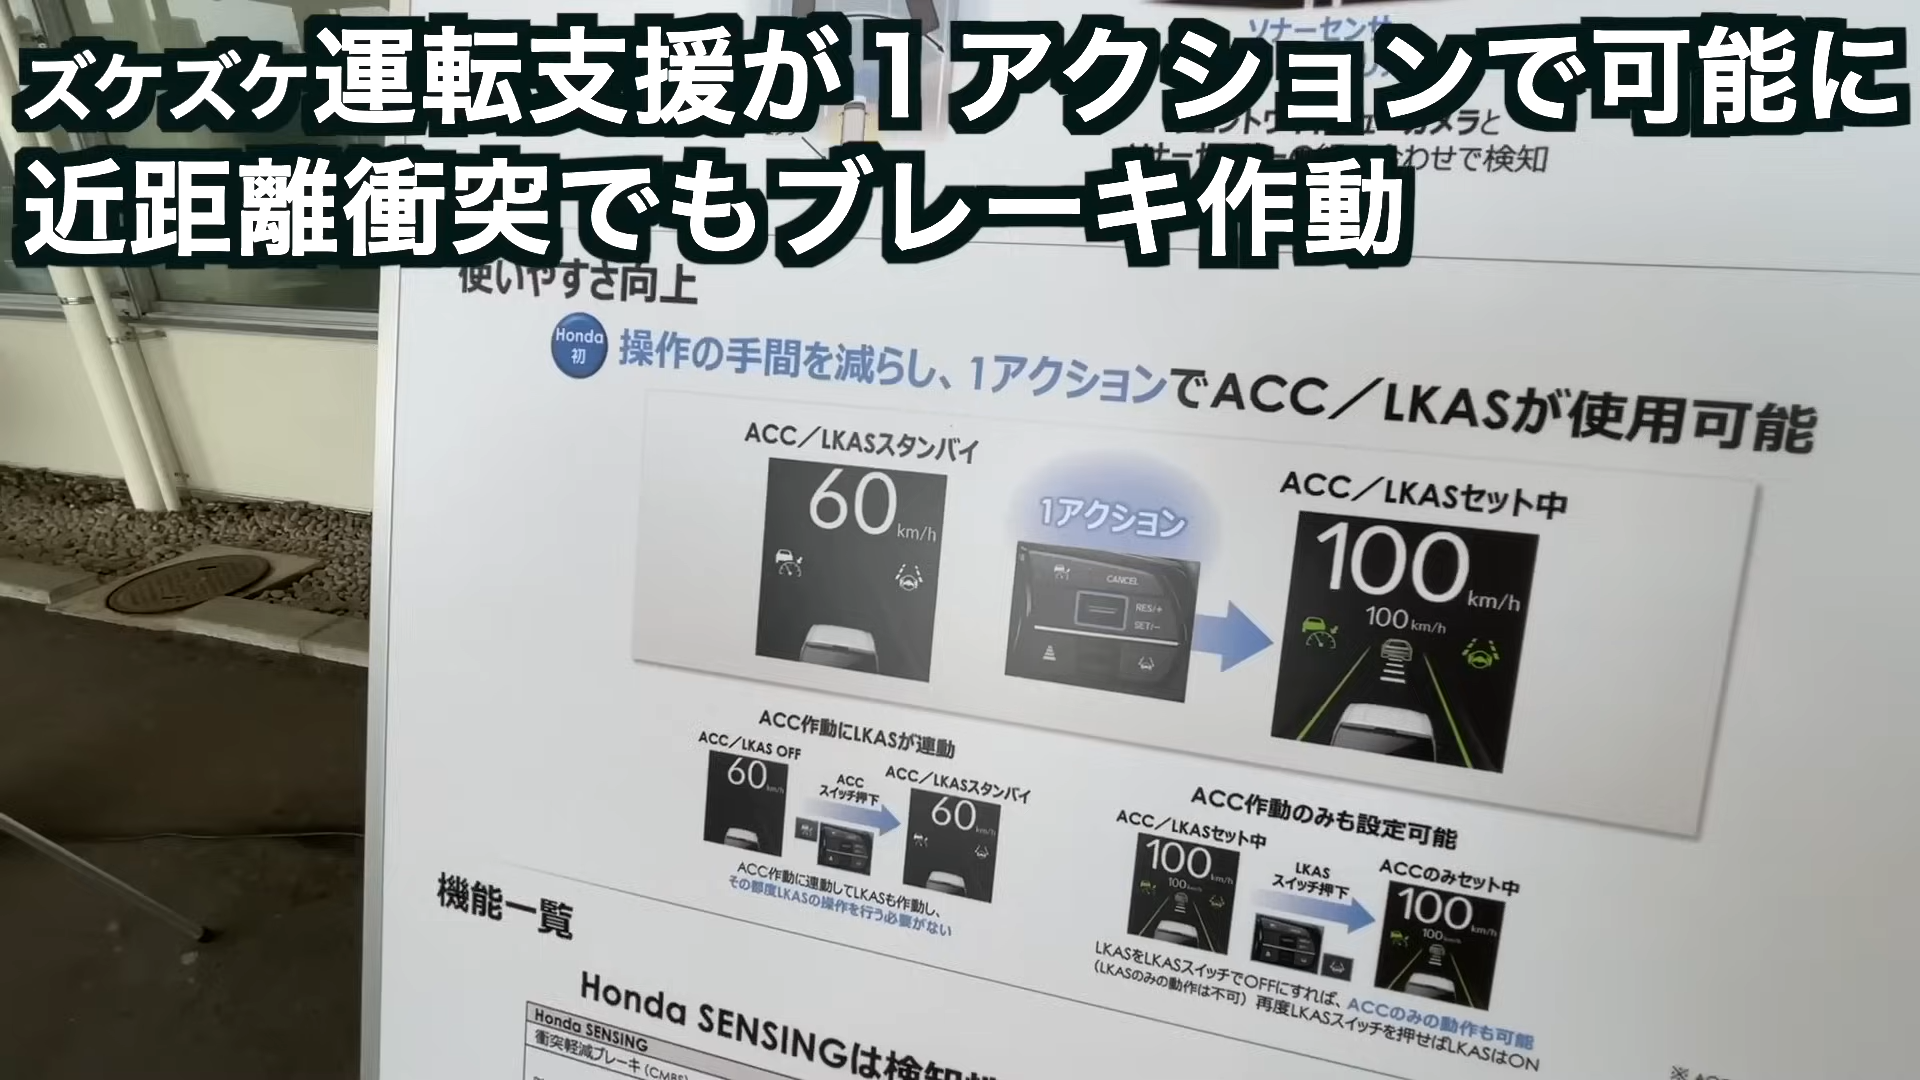 ズケズケ運転支援が１アクションで可能に
近距離衝突でもブレーキ作動
ソナーセンサ
カメラと
わせで検知
使いやすさ向上
Honda
初
操作の手間を減らし、1アクションでACC／LKASが使用可能
ACC／LKASスタンバイ
60 km/h
1アクション
CANCEL
RES/+
SET/−
ACC／LKASセット中
100 km/h
100 km/h
ACC作動にLKASが連動
ACC／LKAS OFF
60 km/h
ACC
スイッチ押下
ACC／LKASスタンバイ
60 km/h
ACC作動に連動してLKASも作動し、
その都度LKASの操作を行う必要がない
ACC作動のみも設定可能
ACC／LKASセット中
100 km/h
100 km/h
LKAS
スイッチ押下
ACCのみセット中
100 km/h
100 km/h
LKASをLKASスイッチでOFFにすれば、ACCのみの動作も可能
（LKASのみの動作は不可）再度LKASスイッチを押せばLKASはON
機能一覧
Honda SENSINGは検知
Honda SENSING
衝突軽減ブレーキ（CMBS）